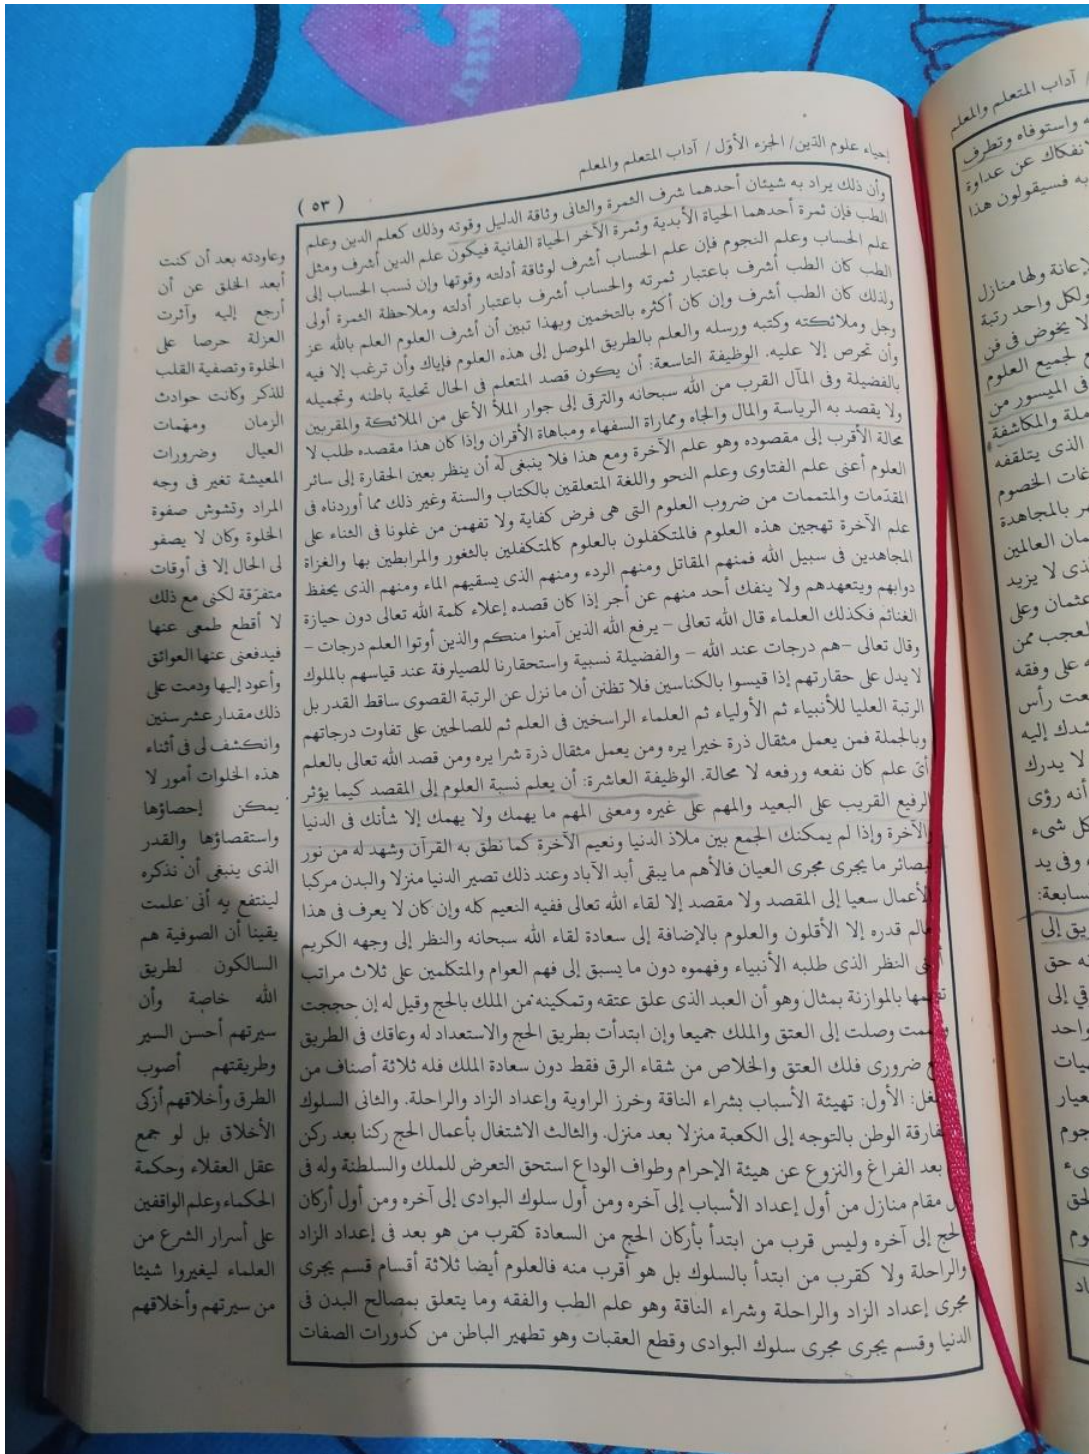 Kitty
إحياء علوم الدّين/ الجزء الأوّل / آداب المتعلم والمعلم
( ٥٣ )
وأن ذلك يراد به شيئان أحدهما شرف الثمرة والثانى وثاقة الدليل وقوته وذلك كعلم الدين وعلم
الطب فإن ثمرة أحدهما الحياة الأبدية وثمرة الآخر الحياة الفانية فيكون علم الدين أشرف ومثل
علم الحساب وعلم النجوم فإن علم الحساب أشرف لوثاقة أدلته وقوتها وإن نسب الحساب إلى
الطب كان الطب أشرف باعتبار ثمرته والحساب أشرف باعتبار أدلته وملاحظة الثمرة أولى
ولذلك كان الطب أشرف وإن كان أكثره بالتخمين وبهذا تبين أن أشرف العلوم العلم بالله عز
وجل وملائكته وكتبه ورسله والعلم بالطريق الموصل إلى هذه العلوم فإياك وأن ترغب إلا فيه
وأن تحرص إلا عليه. الوظيفة التاسعة: أن يكون قصد المتعلم فى الحال تحلية باطنه وتجميله
بالفضيلة وفى المآل القرب من الله سبحانه والترقى إلى جوار الملأ الأعلى من الملائكة والمقربين
ولا يقصد به الرياسة والمال والجاه ومماراة السفهاء ومباهاة الأقران وإذا كان هذا مقصده طلب لا
محالة الأقرب إلى مقصوده وهو علم الآخرة ومع هذا فلا ينبغى له أن ينظر بعين الحقارة إلى سائر
العلوم أعنى علم الفتاوى وعلم النحو واللغة المتعلقين بالكتاب والسنة وغير ذلك مما أوردناه فى
المقدّمات والمتممات من ضروب العلوم التى هى فرض كفاية ولا تفهمن من غلونا فى الثناء على
علم الآخرة تهجين هذه العلوم فالمتكفلون بالعلوم كالمتكفلين بالثغور والمرابطين بها والغزاة
المجاهدين فى سبيل الله فمنهم المقاتل ومنهم الردء ومنهم الذى يسقيهم الماء ومنهم الذى يحفظ
دوابهم ويتعهدهم ولا ينفك أحد منهم عن أجر إذا كان قصده إعلاء كلمة الله تعالى دون حيازة
الغنائم فكذلك العلماء قال الله تعالى – يرفع الله الذين آمنوا منكم والذين أوتوا العلم درجات –
وقال تعالى –هم درجات عند الله – والفضيلة نسبية واستحقارنا للصيارفة عند قياسهم بالملوك
لا يدل على حقارتهم إذا قيسوا بالكناسين فلا تظنن أن ما نزل عن الرتبة القصوى ساقط القدر بل
الرتبة العليا للأنبياء ثم الأولياء ثم العلماء الراسخين فى العلم ثم للصالحين على تفاوت درجاتهم
وبالجملة فمن يعمل مثقال ذرة خيرا يره ومن يعمل مثقال ذرة شرا يره ومن قصد الله تعالى بالعلم
أىّ علم كان نفعه ورفعه لا محالة. الوظيفة العاشرة: أن يعلم نسبة العلوم إلى المقصد كيما يؤثر
الرفيع القريب على البعيد والمهم على غيره ومعنى المهم ما يهمك ولا يهمك إلا شأنك فى الدنيا
والآخرة وإذا لم يمكنك الجمع بين ملاذ الدنيا ونعيم الآخرة كما نطق به القرآن وشهد له من نور
البصائر ما يجرى مجرى العيان فالأهم ما يبقى أبد الآباد وعند ذلك تصير الدنيا منزلا والبدن مركبا
والأعمال سعيا إلى المقصد ولا مقصد إلا لقاء الله تعالى ففيه النعيم كله وإن كان لا يعرف فى هذا
قدره إلا الأقلون والعلوم بالإضافة إلى سعادة لقاء الله سبحانه والنظر إلى وجهه الكريم
النظر الذى طلبه الأنبياء وفهموه دون ما يسبق إلى فهم العوام والمتكلمين على ثلاث مراتب
بالموازنة بمثال وهو أن العبد الذى علق عتقه وتمكينه من الملك بالحج وقيل له إن حججت
وصلت إلى العتق والملك جميعا وإن ابتدأت بطريق الحج والاستعداد له وعاقك فى الطريق
ضرورى فلك العتق والخلاص من شقاء الرق فقط دون سعادة الملك فله ثلاثة أصناف من
الأول: تهيئة الأسباب بشراء الناقة وخرز الراوية وإعداد الزاد والراحلة. والثانى السلوك
الوطن بالتوجه إلى الكعبة منزلا بعد منزل. والثالث الاشتغال بأعمال الحج ركنا بعد ركن
بعد الفراغ والنزوع عن هيئة الإحرام وطواف الوداع استحق التعرض للملك والسلطنة وله فى
مقام منازل من أول إعداد الأسباب إلى آخره ومن أول سلوك البوادى إلى آخره ومن أول أركان
الحج إلى آخره وليس قرب من ابتدأ بأركان الحج من السعادة كقرب من هو بعد فى إعداد الزاد
والراحلة ولا كقرب من ابتدأ بالسلوك بل هو أقرب منه فالعلوم أيضا ثلاثة أقسام قسم يجرى
مجرى إعداد الزاد والراحلة وشراء الناقة وهو علم الطب والفقه وما يتعلق بمصالح البدن فى
الدنيا وقسم يجرى مجرى سلوك البوادى وقطع العقبات وهو تطهير الباطن من كدورات الصفات
وعاودته بعد أن كنت
أبعد الخلق عن أن
أرجع إليه وآثرت
العزلة حرصا على
الخلوة وتصفية القلب
للذكر وكانت حوادث
الزمان ومهّمات
العيال وضرورات
المعيشة تغير فى وجه
المراد وتشوش صفوة
الخلوة وكان لا يصفو
لى الحال إلا فى أوقات
متفرّقة لكنى مع ذلك
لا أقطع طمعى عنها
فيدفعنى عنها العوائق
وأعود إليها ودمت على
ذلك مقدار عشر سنين
وانكشف لى فى أثناء
هذه الخلوات أمور لا
يمكن إحصاؤها
واستقصاؤها والقدر
الذى ينبغى أن نذكره
لينتفع به أنى علمت
يقينا أن الصوفية هم
السالكون لطريق
الله خاصة وأن
سيرتهم أحسن السير
وطريقتهم أصوب
الطرق وأخلاقهم أزكى
الأخلاق بل لو جمع
عقل العقلاء وحكمة
الحكماء وعلم الواقفين
على أسرار الشرع من
العلماء ليغيروا شيئا
من سيرتهم وأخلاقهم